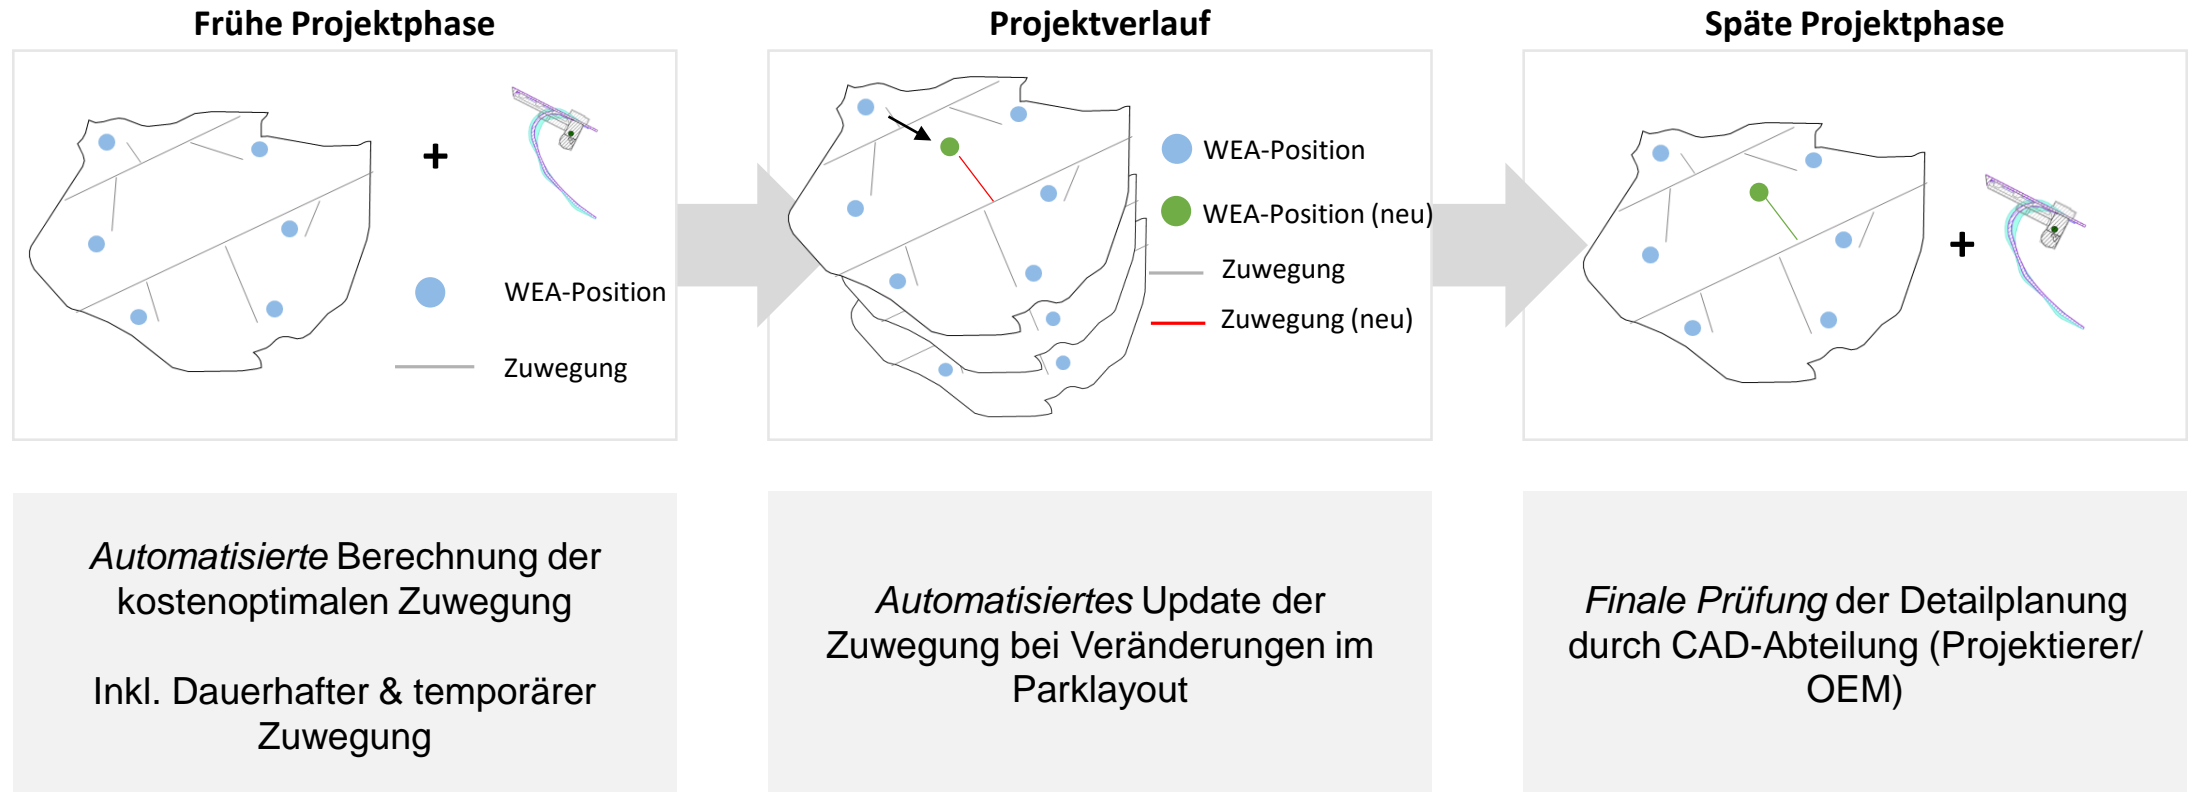 Frühe Projektphase
Projektverlauf
Späte Projektphase
+
WEA-Position
Zuwegung
WEA-Position
WEA-Position (neu)
Zuwegung
Zuwegung (neu)
+
Automatisierte Berechnung der
kostenoptimalen Zuwegung
Inkl. Dauerhafter & temporärer
Zuwegung
Automatisiertes Update der
Zuwegung bei Veränderungen im
Parklayout
Finale Prüfung der Detailplanung
durch CAD-Abteilung (Projektierer/
OEM)